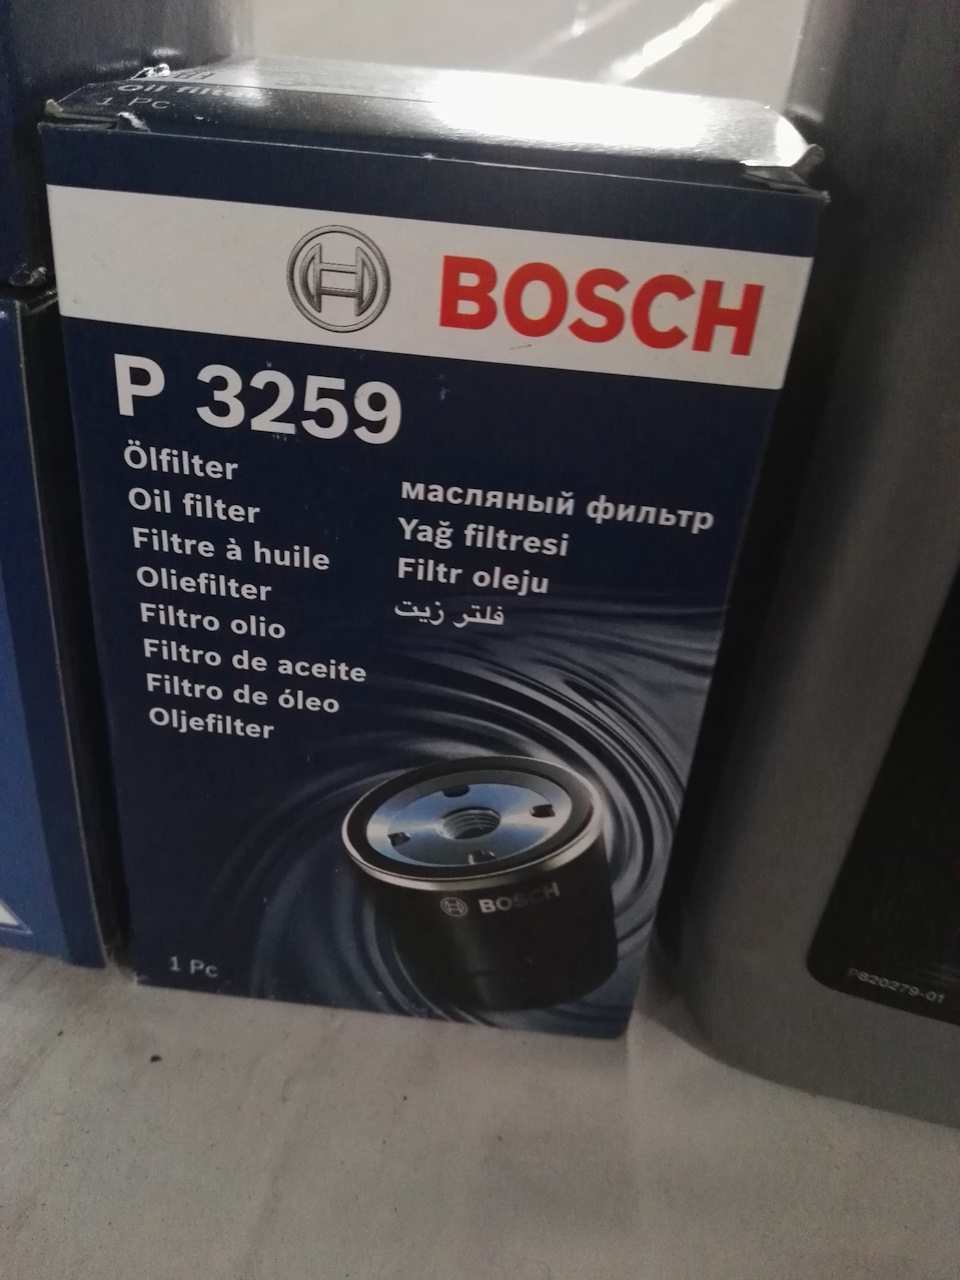 Oil filt
1 Pc
BOSCH
P 3259
Ölfilter
Oil filter
Filtre à huile
Oliefilter
Filtro olio
Filtro de aceite
Filtro de óleo
Oljefilter
масляный фильтр
Yağ filtresi
Filtr oleju
فلتر زيت
BOSCH
1 Pc
P820279-01